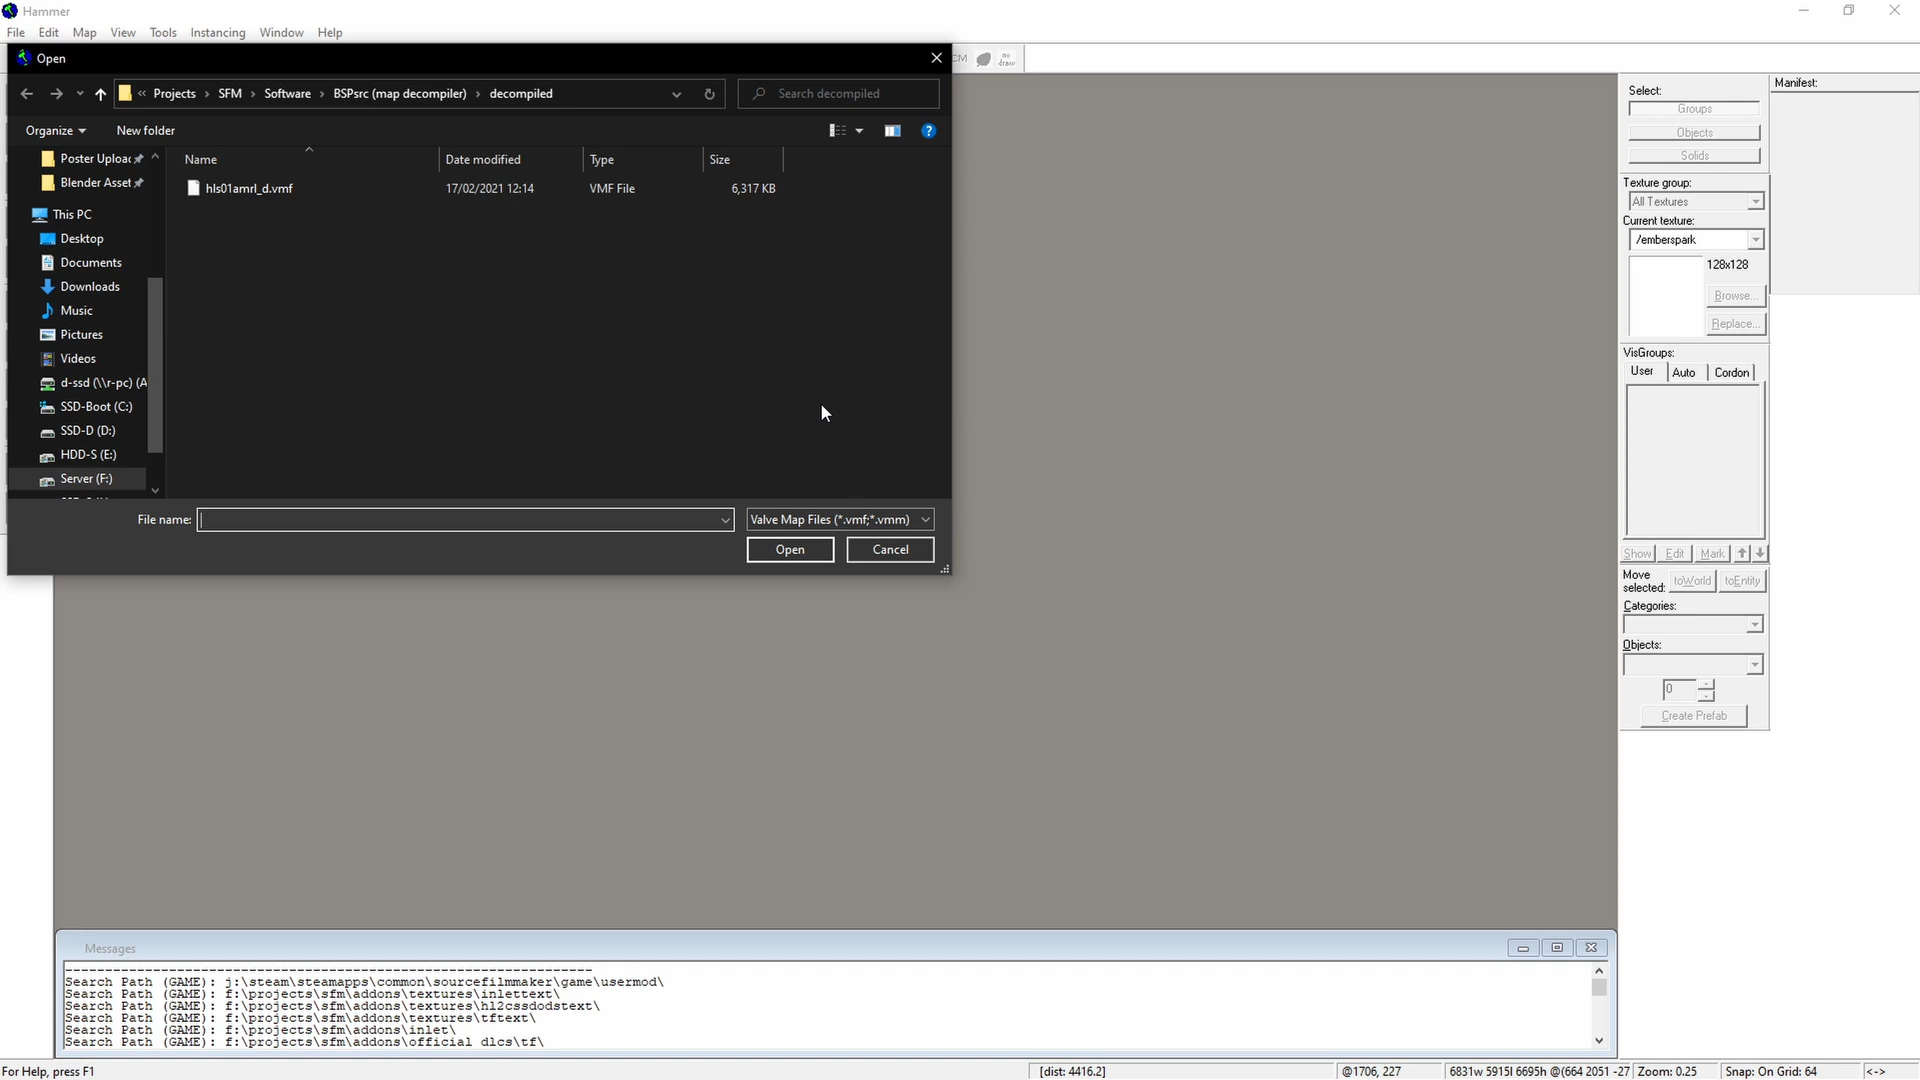 Hammer
File Edit Map View Tools Instancing Window Help
Open
« Projects › SFM › Software › BSPsrc (map decompiler) › decompiled
Search decompiled
CM
no draw
Organize
New folder
Name
Date modified
Type
Size
hls01amrl_d.vmf
17/02/2021 12:14
VMF File
6,317 KB
Poster Uploac
Blender Asset
This PC
Desktop
Documents
Downloads
Music
Pictures
Videos
d-ssd (\\r-pc) (A
SSD-Boot (C:)
SSD-D (D:)
HDD-S (E:)
Server (F:)
File name:
Valve Map Files (*.vmf;*.vmm)
Open
Cancel
Select:
Groups
Objects
Solids
Manifest:
Texture group:
All Textures
Current texture:
/emberspark
128x128
Browse...
Replace...
VisGroups:
User Auto Cordon
Show Edit Mark
Move selected:
toWorld
toEntity
Categories:
Objects:
0
Create Prefab
Messages
----------------------------------------------------------------
Search Path (GAME): j:\steam\steamapps\common\sourcefilmmaker\game\usermod\
Search Path (GAME): f:\projects\sfm\addons\textures\inlettext\
Search Path (GAME): f:\projects\sfm\addons\textures\hl2cssdodstext\
Search Path (GAME): f:\projects\sfm\addons\textures\tftext\
Search Path (GAME): f:\projects\sfm\addons\inlet\
Search Path (GAME): f:\projects\sfm\addons\official dlcs\tf\
For Help, press F1
[dist: 4416.2]
@1706, 227
6831w 5915l 6695h @(664 2051 -27
Zoom: 0.25
Snap: On Grid: 64
<->